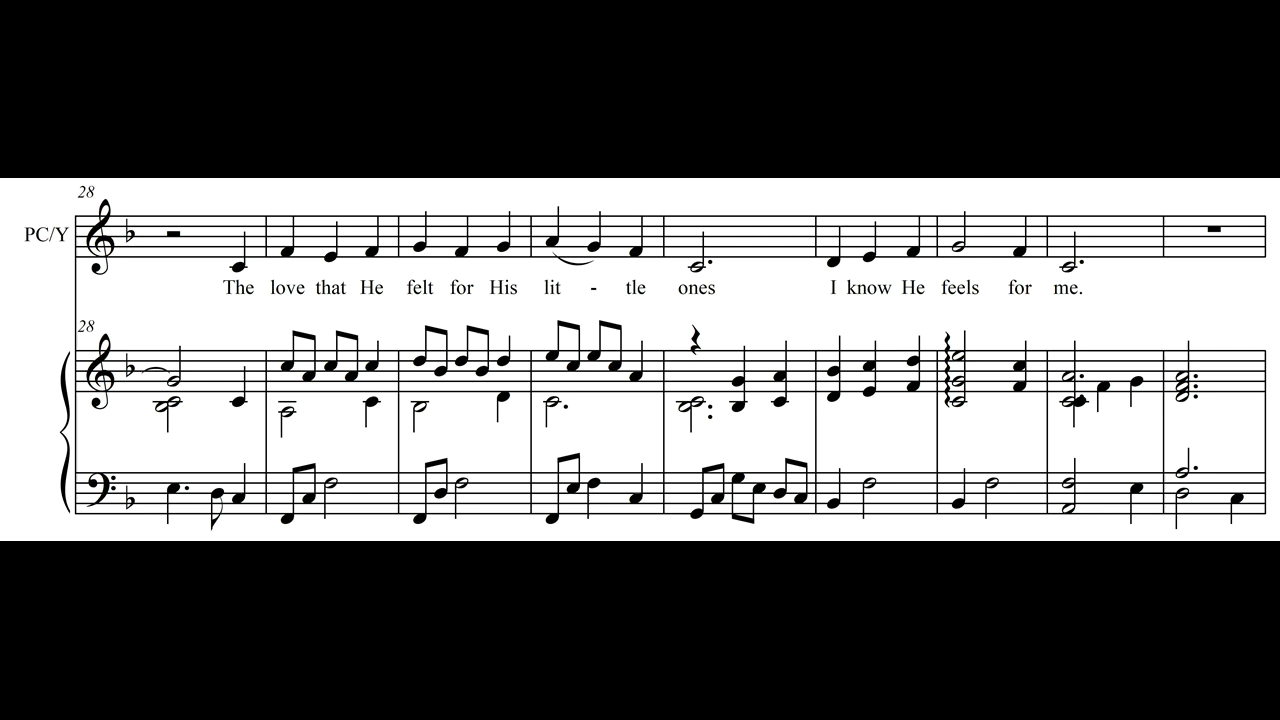 28
PC/Y
The love that He felt for His lit - tle ones I know He feels for me.
28